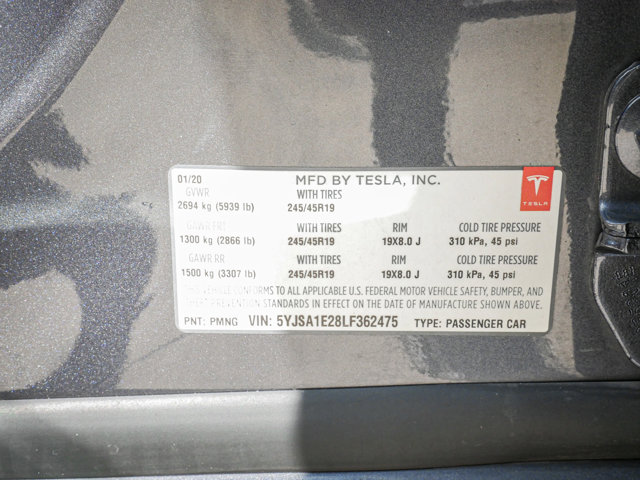 01/20 MFD BY TESLA, INC.
GVWR WITH TIRES
2694 kg (5939 lb) 245/45R19
TESLA
GAWR FRT WITH TIRES RIM COLD TIRE PRESSURE
1300 kg (2866 lb) 245/45R19 19X8.0 J 310 kPa, 45 psi
GAWR RR WITH TIRES RIM COLD TIRE PRESSURE
1500 kg (3307 lb) 245/45R19 19X8.0 J 310 kPa, 45 psi
THIS VEHICLE CONFORMS TO ALL APPLICABLE U.S. FEDERAL MOTOR VEHICLE SAFETY, BUMPER, AND
THEFT PREVENTION STANDARDS IN EFFECT ON THE DATE OF MANUFACTURE SHOWN ABOVE.
PNT: PMNG VIN: 5YJSA1E28LF362475 TYPE: PASSENGER CAR